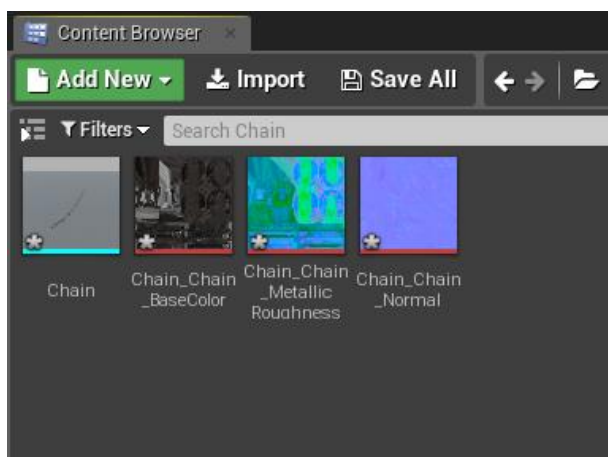 Content Browser
Add New Import Save All
Filters Search Chain
Chain
Chain_Chain
_BaseColor
Chain_Chain
_Metallic
Roughness
Chain_Chain
_Normal